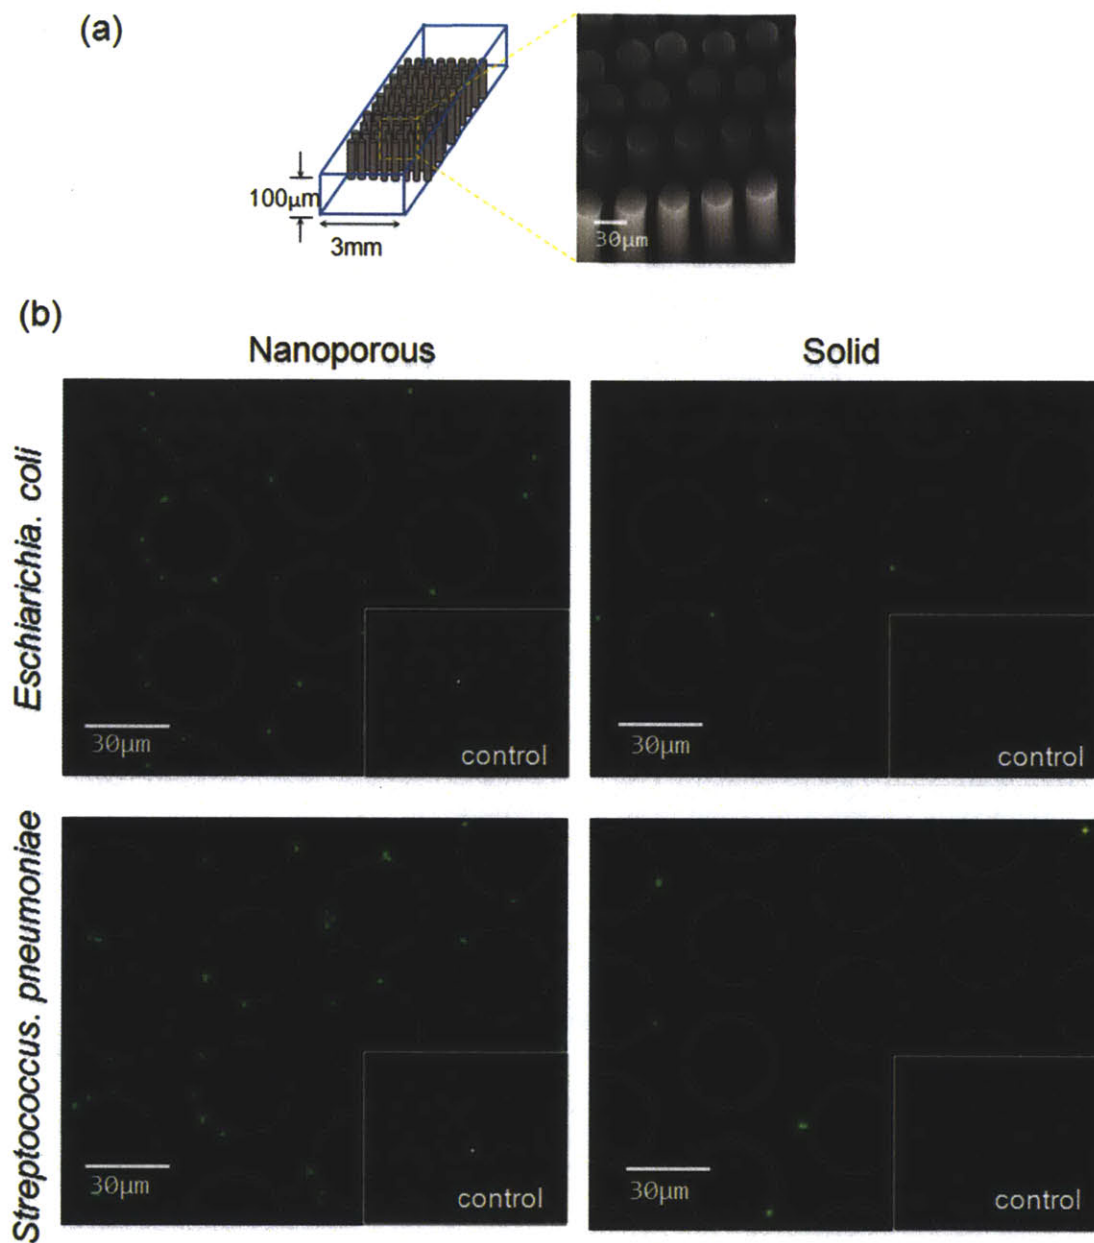 (a)
100µm
3mm
30µm
(b)
Nanoporous
Solid
Eschiarichia. coli
30µm
control
30µm
control
Streptococcus. pneumoniae
30µm
control
30µm
control